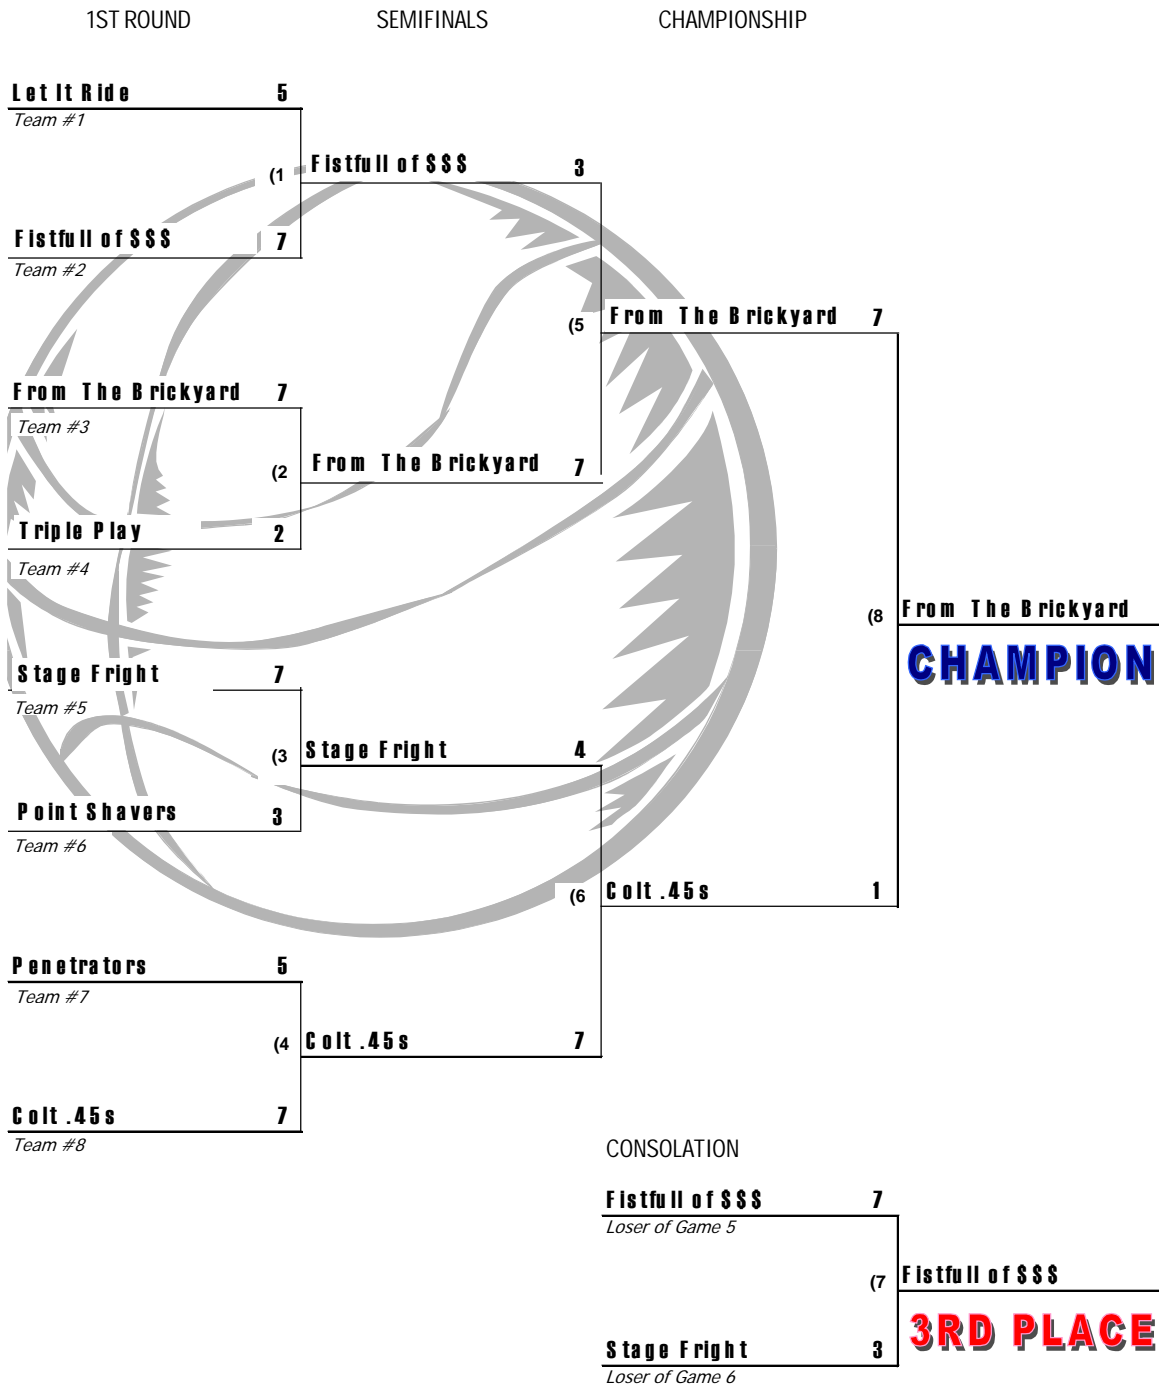 1ST ROUND SEMIFINALS CHAMPIONSHIP
Let It Ride 5
Team #1
(1 Fistfull of $$$ 3
Fistfull of $$$ 7
Team #2
(5 From The Brickyard 7
From The Brickyard 7
Team #3
(2 From The Brickyard 7
Triple Play 2
Team #4
(8 From The Brickyard
CHAMPION
Stage Fright 7
Team #5
(3 Stage Fright 4
Point Shavers 3
Team #6
(6 Colt .45s 1
Penetrators 5
Team #7
(4 Colt .45s 7
Colt .45s 7
Team #8
CONSOLATION
Fistfull of $$$ 7
Loser of Game 5
(7 Fistfull of $$$
3RD PLACE
Stage Fright 3
Loser of Game 6